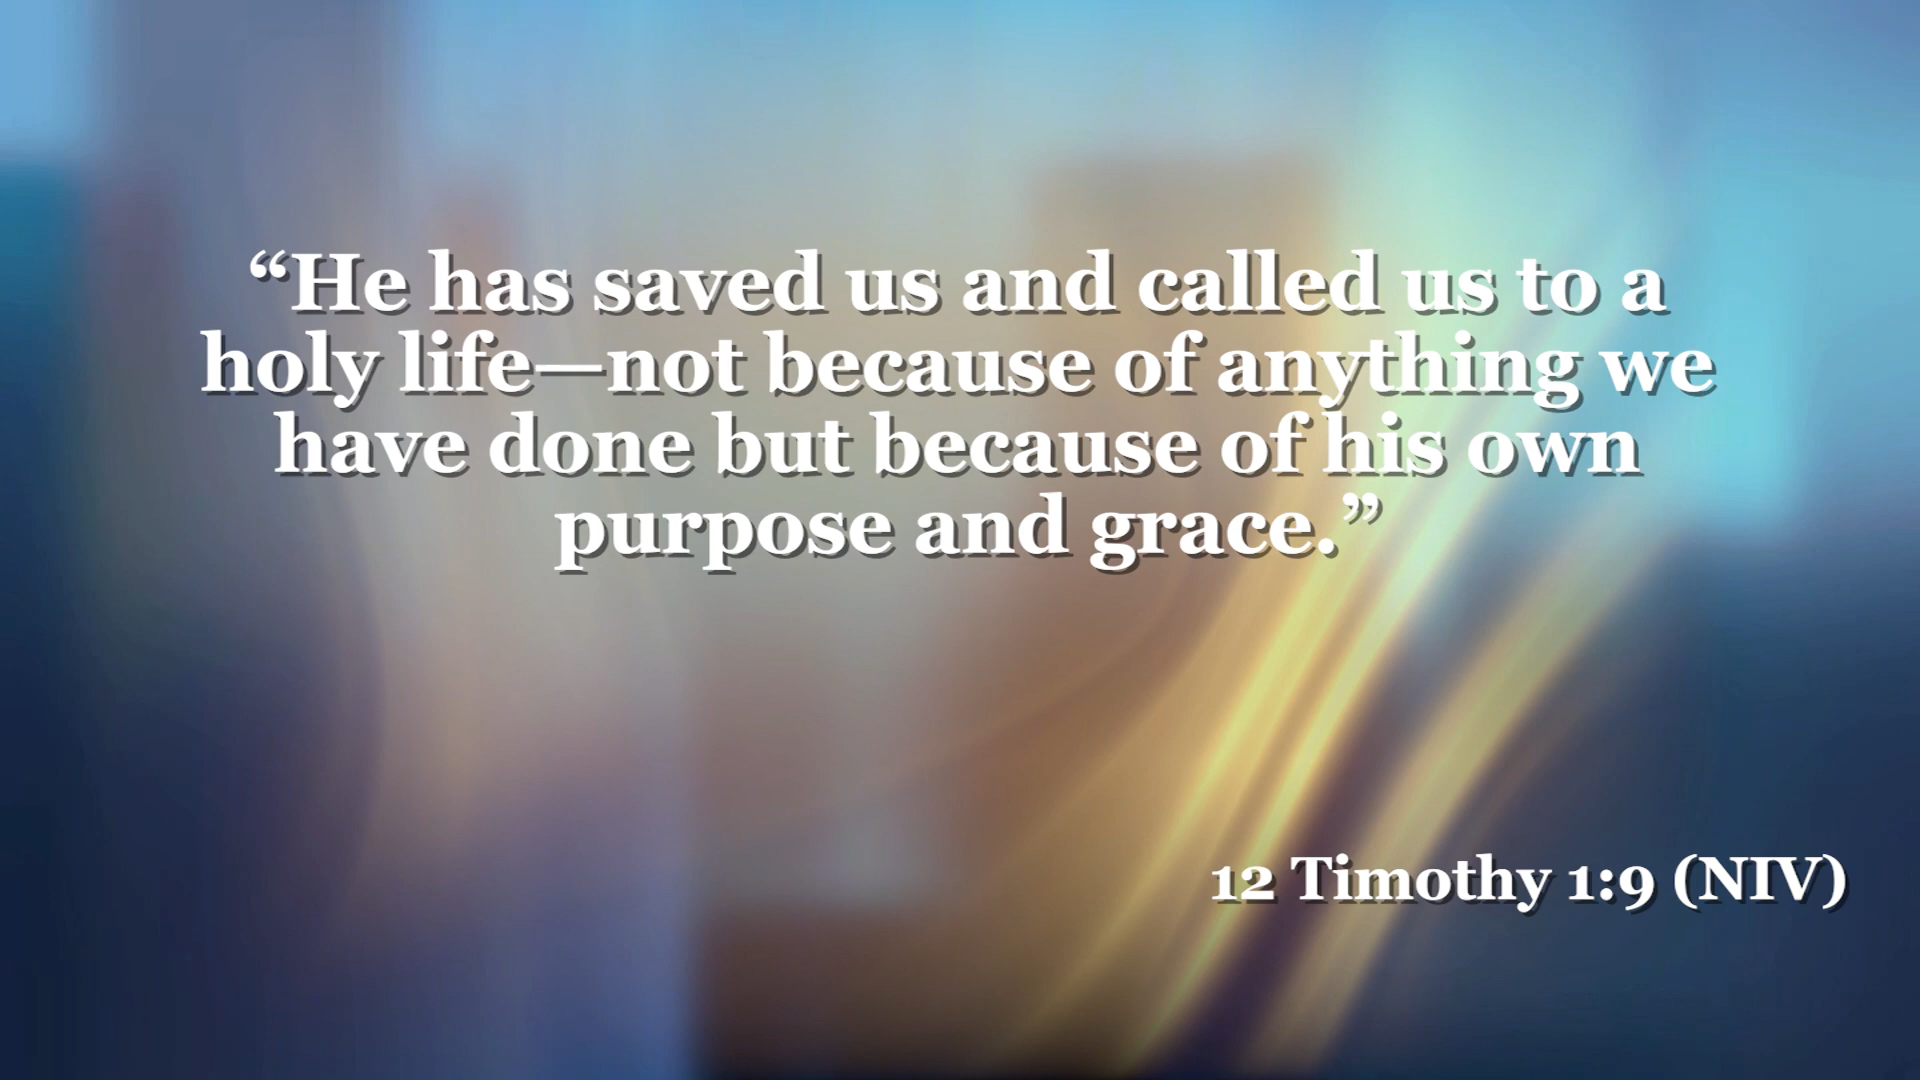 “He has saved us and called us to a
holy life—not because of anything we
have done but because of his own
purpose and grace.”
12 Timothy 1:9 (NIV)